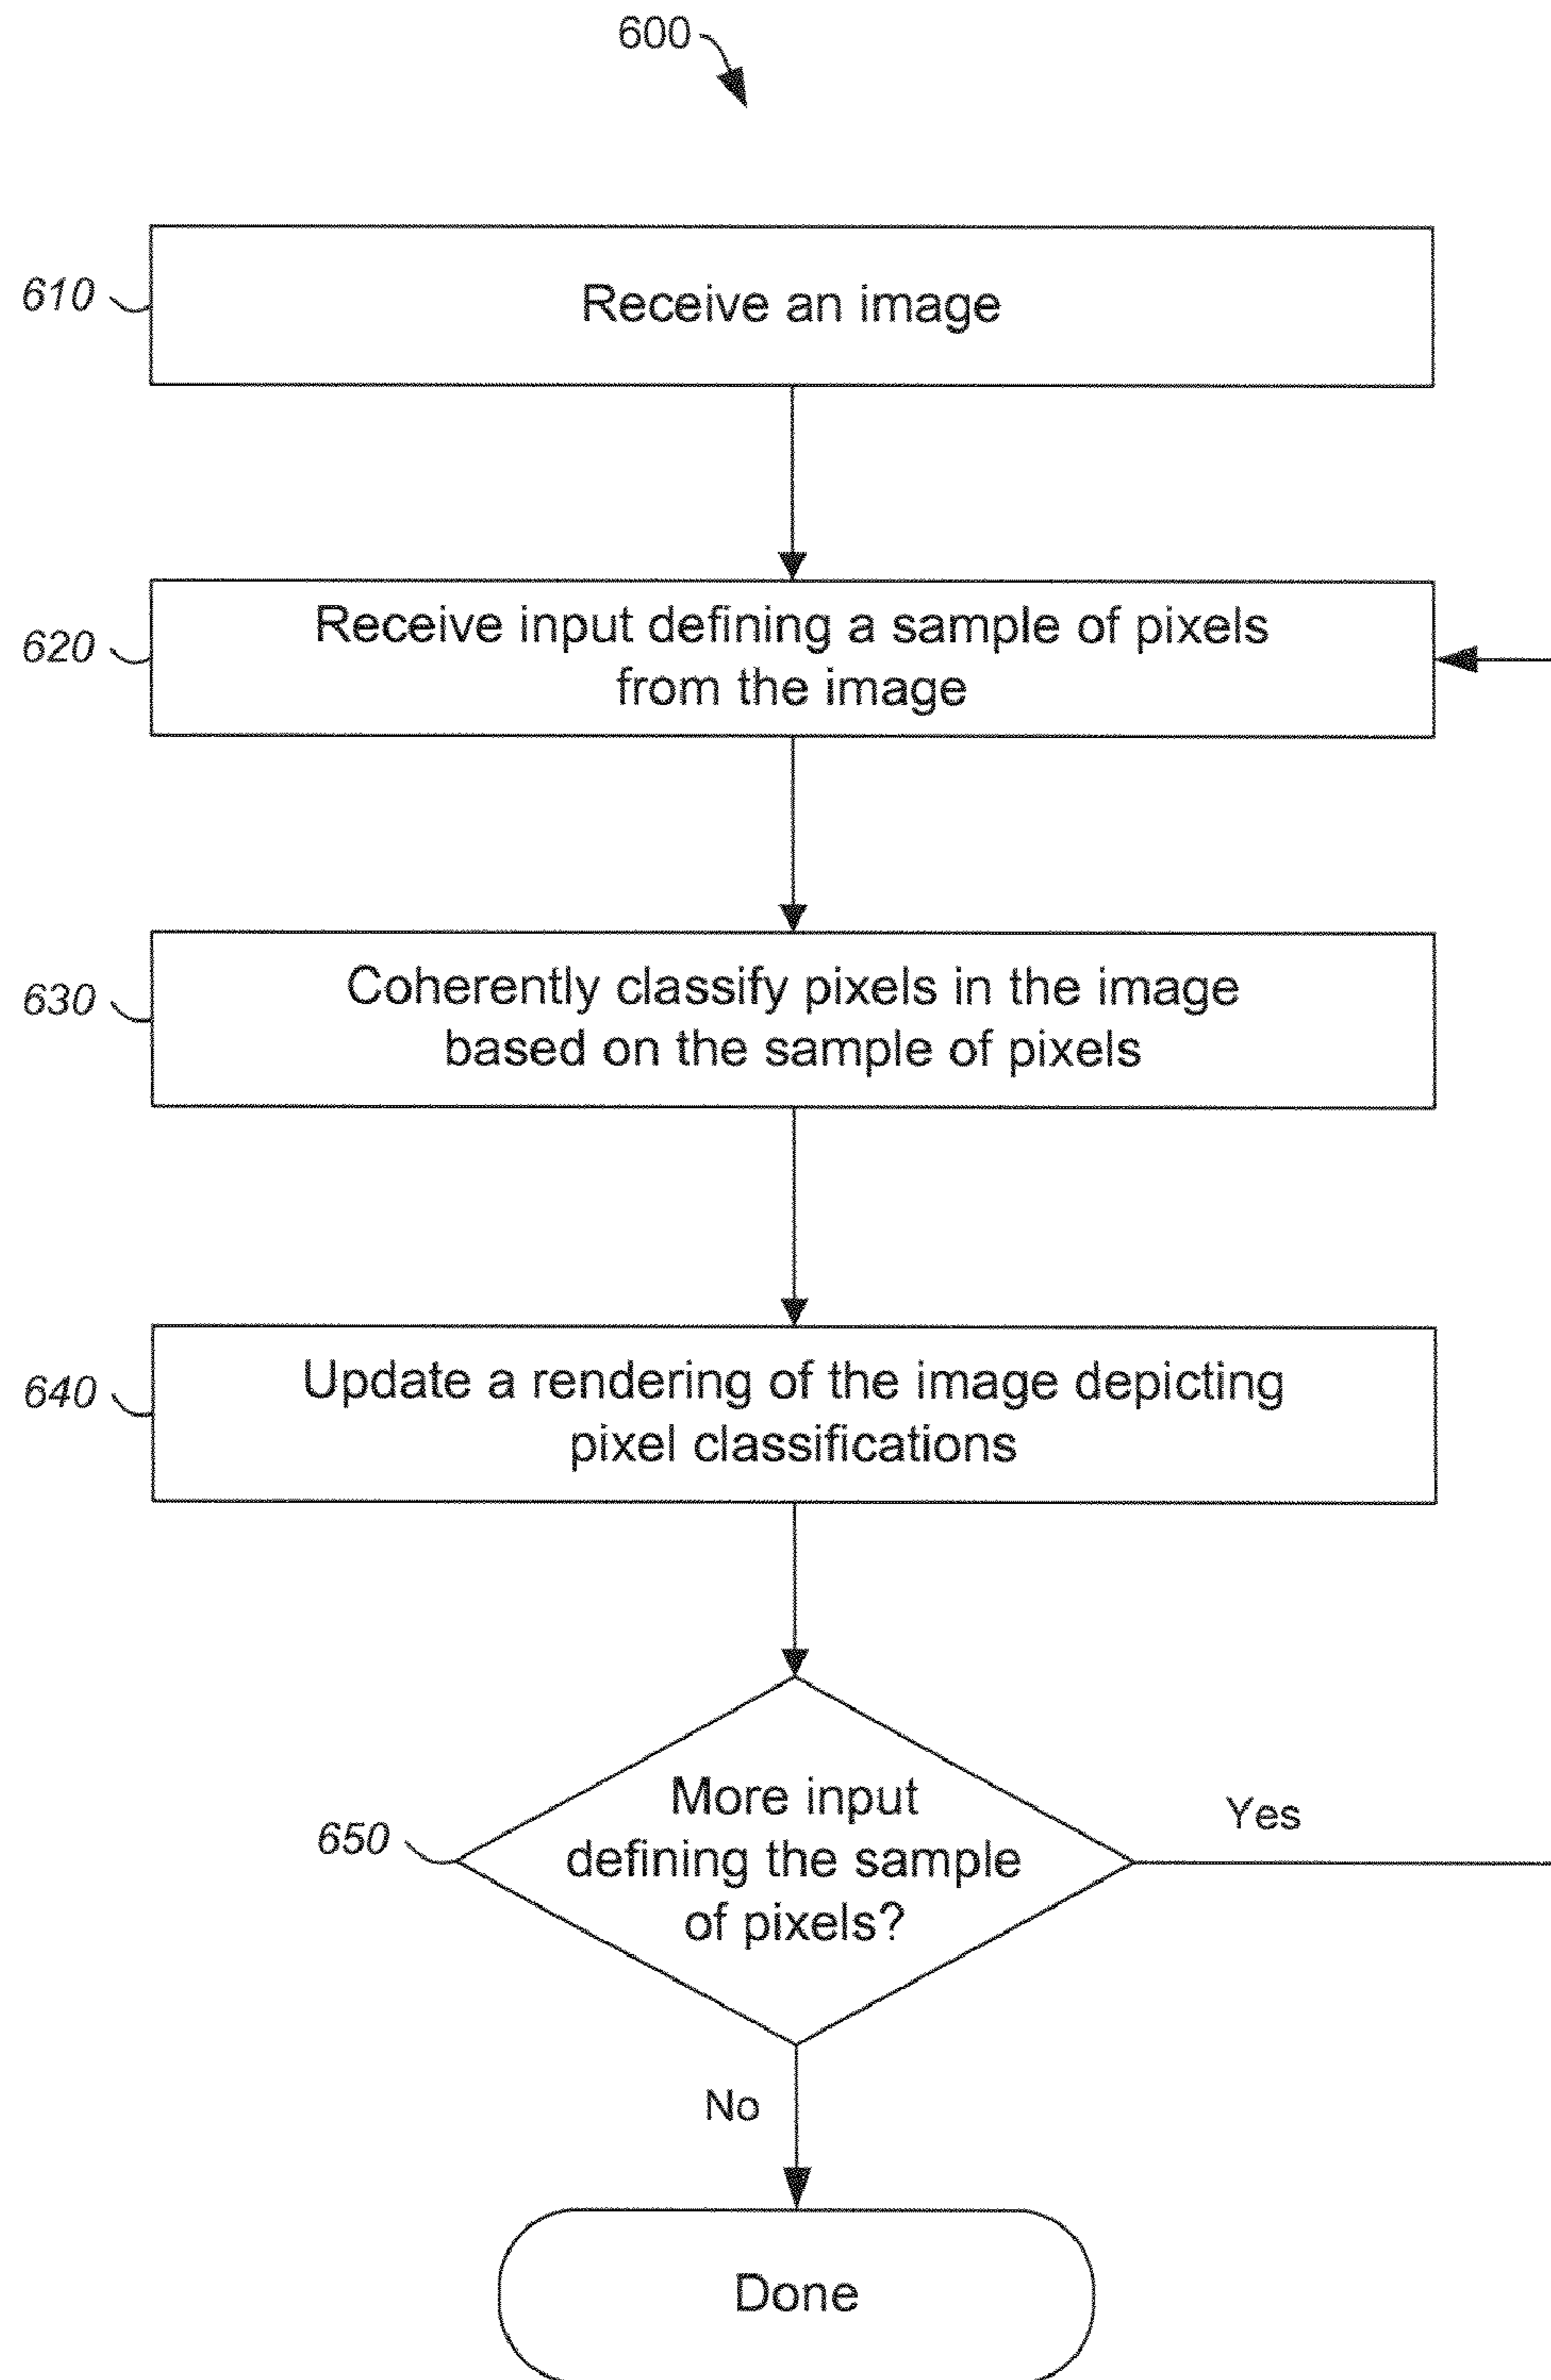 600
610
Receive an image
620
Receive input defining a sample of pixels
from the image
630
Coherently classify pixels in the image
based on the sample of pixels
640
Update a rendering of the image depicting
pixel classifications
650
More input
defining the sample
of pixels?
Yes
No
Done